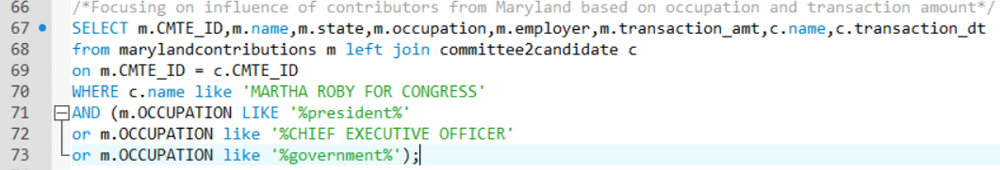 66 /*Focusing on influence of contributors from Maryland based on occupation and transaction amount*/
67 SELECT m.CMTE_ID,m.name,m.state,m.occupation,m.employer,m.transaction_amt,c.name,c.transaction_dt
68 from marylandcontributions m left join committee2candidate c
69 on m.CMTE_ID = c.CMTE_ID
70 WHERE c.name like 'MARTHA ROBY FOR CONGRESS'
71 AND (m.OCCUPATION LIKE '%president%'
72 or m.OCCUPATION like '%CHIEF EXECUTIVE OFFICER'
73 or m.OCCUPATION like '%government%');